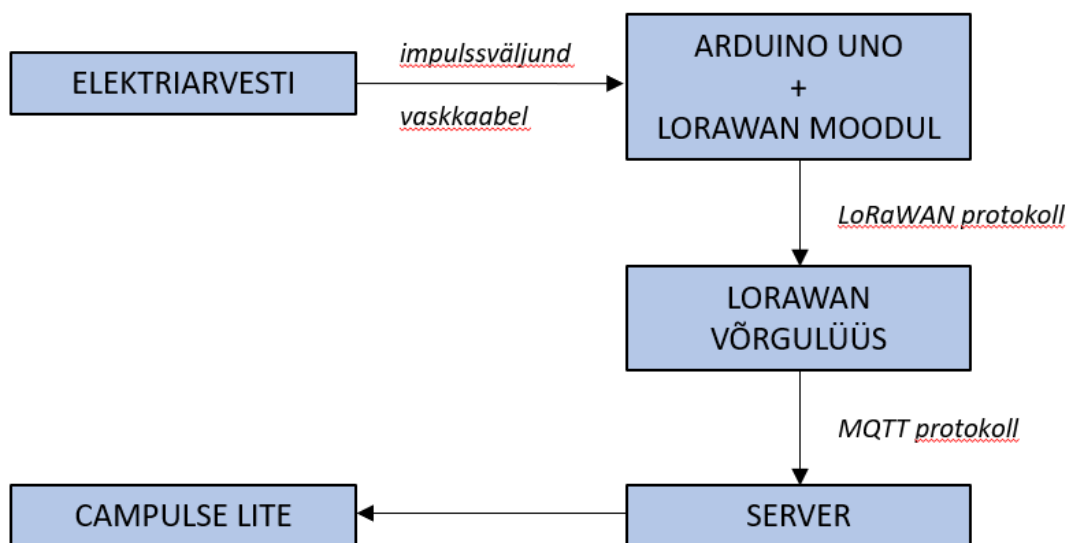 ELEKTRIARVESTI
impulssväljund
vaskkaabel
ARDUINO UNO
+
LORAWAN MOODUL
LoRaWAN protokoll
LORAWAN
VÕRGULÜÜS
MQTT protokoll
SERVER
CAMPULSE LITE